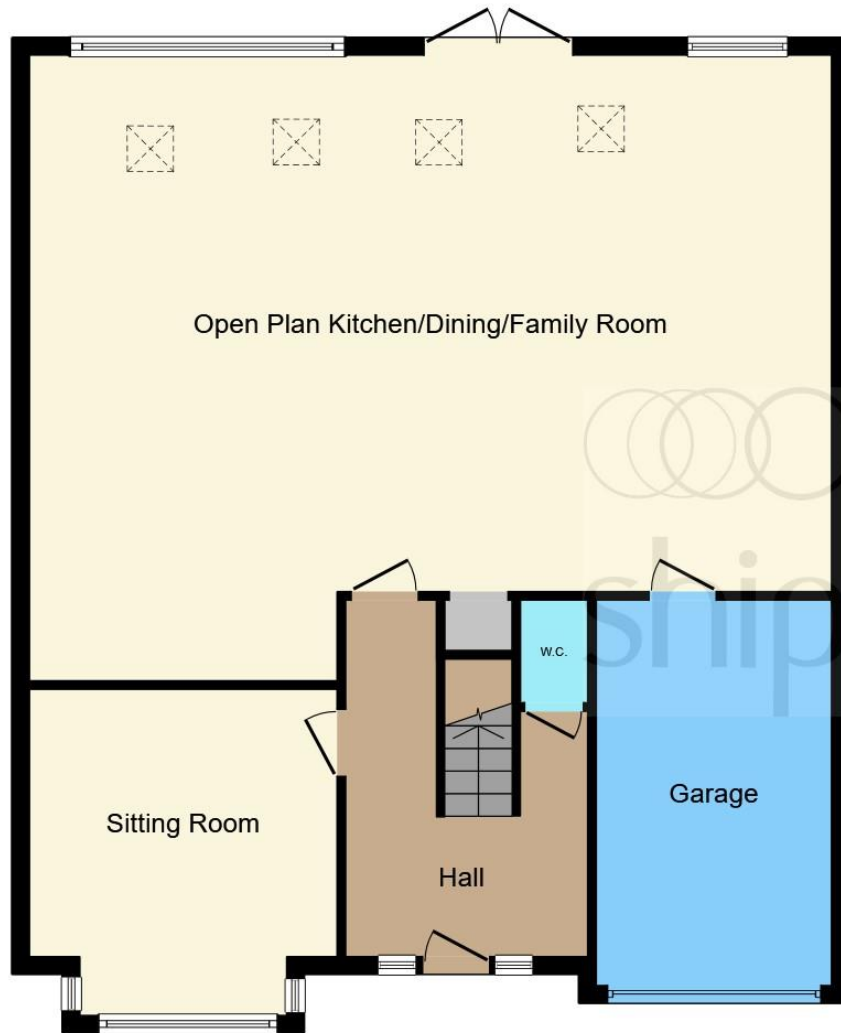 Open Plan Kitchen/Dining/Family Room
ship
w.c.
Garage
Sitting Room
Hall